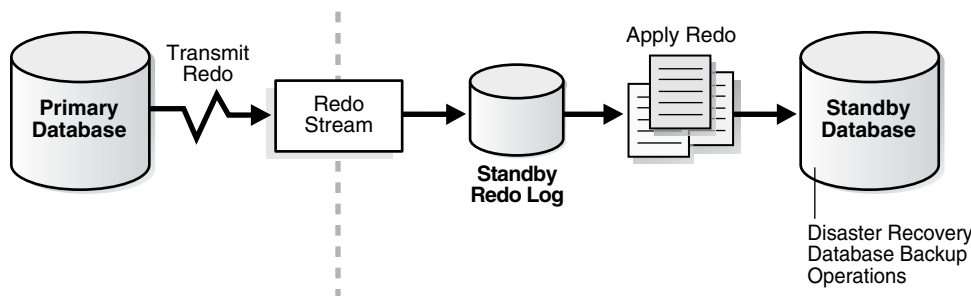 Transmit
Redo
Primary
Database
Redo
Stream
Standby
Redo Log
Apply Redo
Standby
Database
Disaster Recovery
Database Backup
Operations